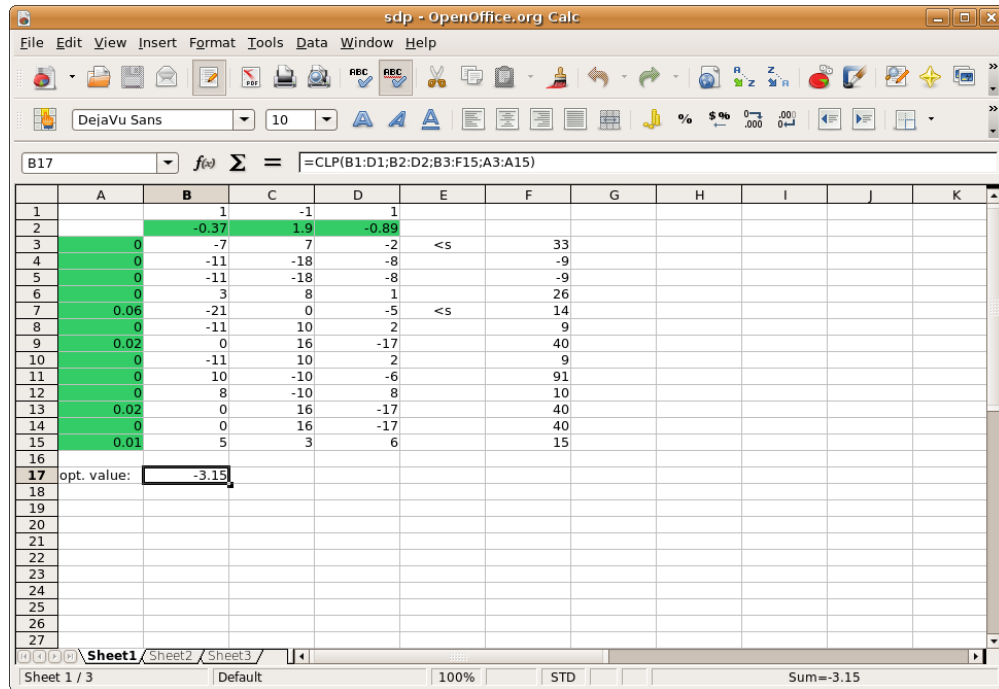 sdp - OpenOffice.org Calc
File Edit View Insert Format Tools Data Window Help
DejaVu Sans 10
B17 f(x) Σ = =CLP(B1:D1;B2:D2;B3:F15;A3:A15)
A B C D E F G H I J K
1 1 -1 1
2 -0.37 1.9 -0.89
3 0 -7 7 -2 <s 33
4 0 -11 -18 -8 -9
5 0 -11 -18 -8 -9
6 0 3 8 1 26
7 0.06 -21 0 -5 <s 14
8 0 -11 10 2 9
9 0.02 0 16 -17 40
10 0 -11 10 2 9
11 0 10 -10 -6 91
12 0 8 -10 8 10
13 0.02 0 16 -17 40
14 0 0 16 -17 40
15 0.01 5 3 6 15
16
17 opt. value: -3.15
18
19
20
21
22
23
24
25
26
27
Sheet1 Sheet2 Sheet3
Sheet 1 / 3 Default 100% STD Sum=-3.15